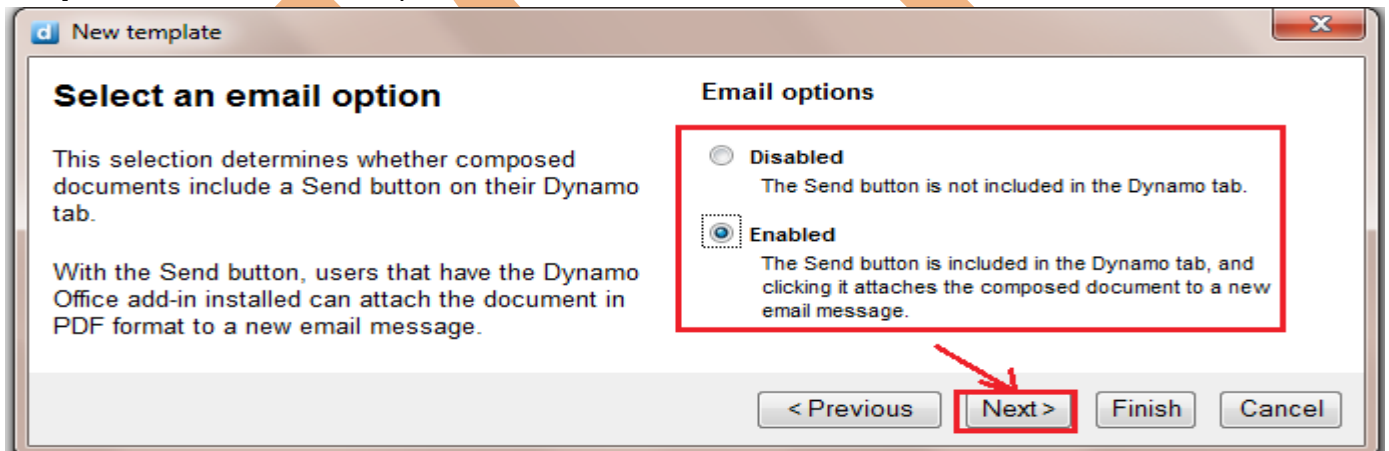 d New template
Select an email option
This selection determines whether composed
documents include a Send button on their Dynamo
tab.
With the Send button, users that have the Dynamo
Office add-in installed can attach the document in
PDF format to a new email message.
Email options
Disabled
The Send button is not included in the Dynamo tab.
Enabled
The Send button is included in the Dynamo tab, and
clicking it attaches the composed document to a new
email message.
< Previous Next > Finish Cancel